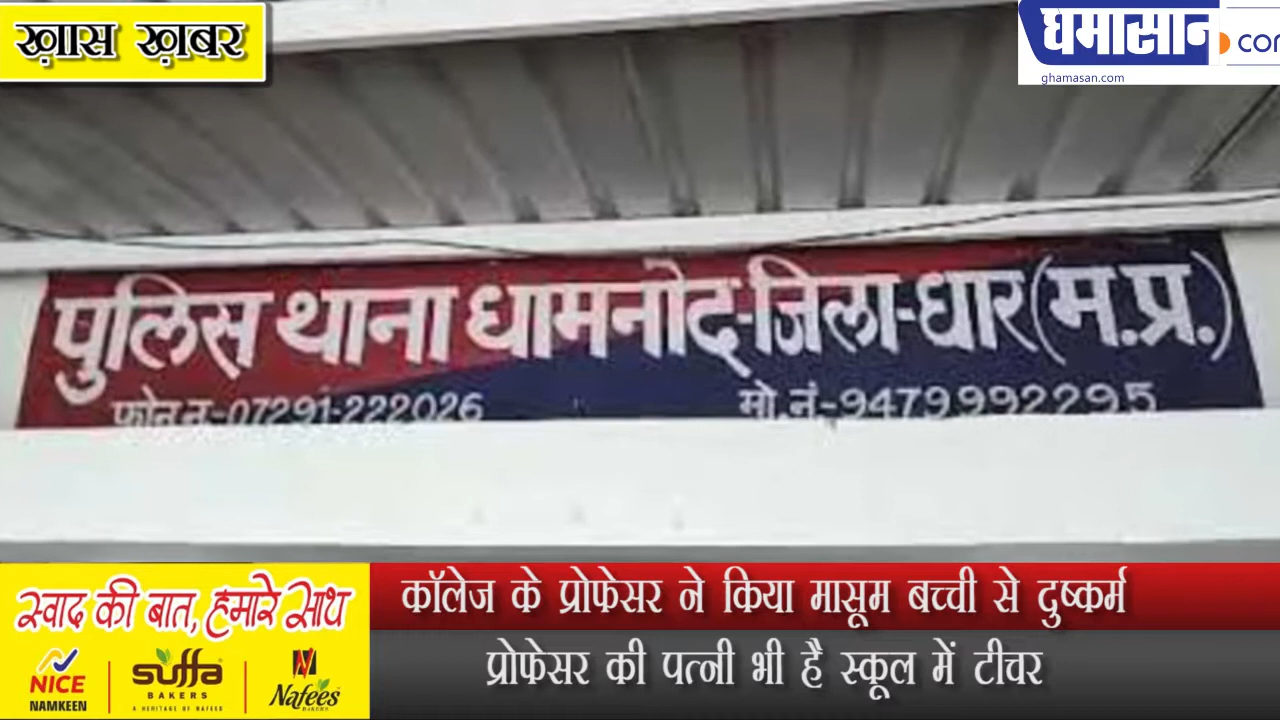 ख़ास ख़बर
घमासान.com
ghamasan.com
पुलिस थाना धामनोद-जिला-धार (म.प्र.)
फोन न.-07291-222026 मो.नं-9479992295
स्वाद की बात, हमारे साथ
कॉलेज के प्रोफेसर ने किया मासूम बच्ची से दुष्कर्म
प्रोफेसर की पत्नी भी है स्कूल में टीचर
NICE
NAMKEEN
suffa
BAKERS
A HERITAGE OF NAFEES
Nafees
BAKERS